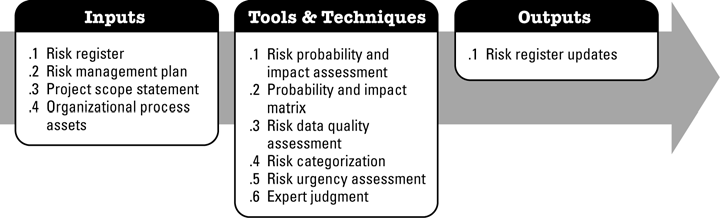 Inputs
.1 Risk register
.2 Risk management plan
.3 Project scope statement
.4 Organizational process
assets
Tools & Techniques
.1 Risk probability and
impact assessment
.2 Probability and impact
matrix
.3 Risk data quality
assessment
.4 Risk categorization
.5 Risk urgency assessment
.6 Expert judgment
Outputs
.1 Risk register updates